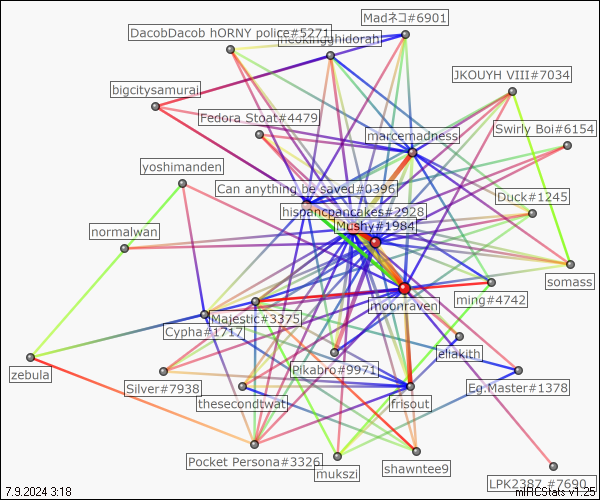 Madネコ#6901
DacobDacob hORNY police#5271
neokingghidorah
JKOUYH VIII#7034
bigcitysamurai
Fedora Stoat#4479
Swirly Boi#6154
marcemadness
yoshimanden
Can anything be saved#0396
Duck#1245
hispancpancakes#2928
Mushy#1984
normalwan
somass
moonraven
ming#4742
Majestic#3375
Cypha#1717
eliakith
zebula
Pikabro#9971
Silver#7938
Eg.Master#1378
thesecondtwat
frisout
Pocket Persona#3326
mukszi
shawntee9
LPK2387_#7690
7.9.2024 3:18
mIRCStats v1.25